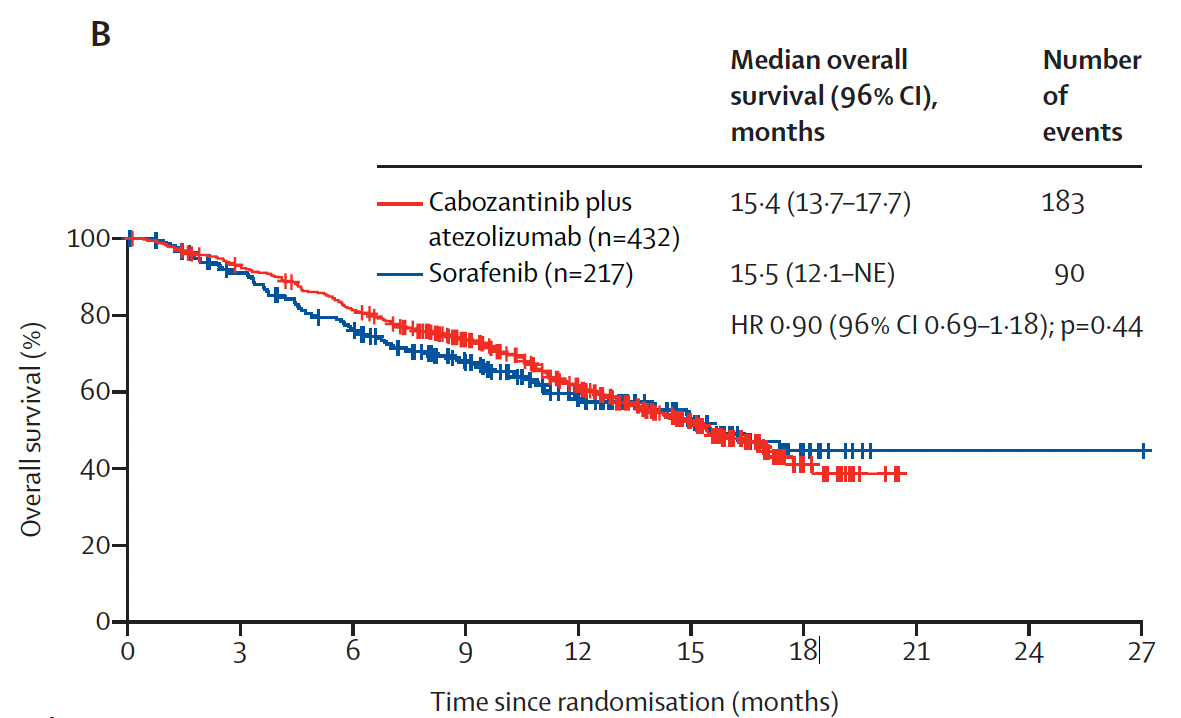 B
Median overall survival (96% CI), months
Number of events
Cabozantinib plus atezolizumab (n=432)
15·4 (13·7–17·7)
183
Sorafenib (n=217)
15·5 (12·1–NE)
90
HR 0·90 (96% CI 0·69–1·18); p=0·44
Overall survival (%)
100
80
60
40
20
0
0 3 6 9 12 15 18 21 24 27
Time since randomisation (months)